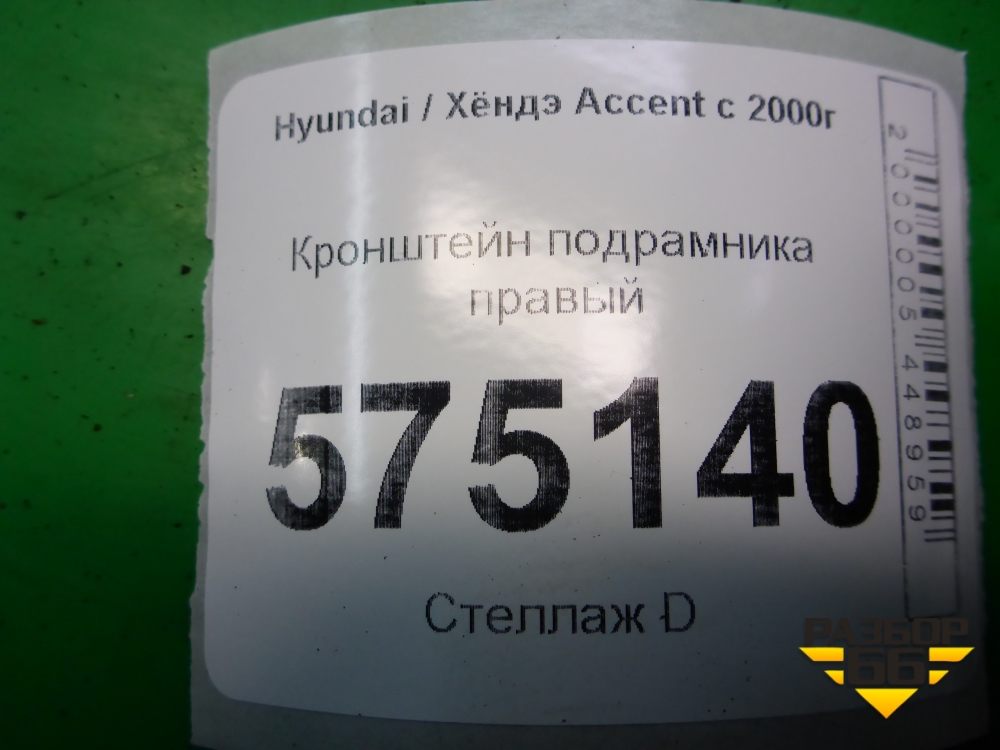 Hyundai / Хёндэ Accent с 2000г
Кронштейн подрамника
правый
575140
Стеллаж D
2000005448959
РАЗБОР
66